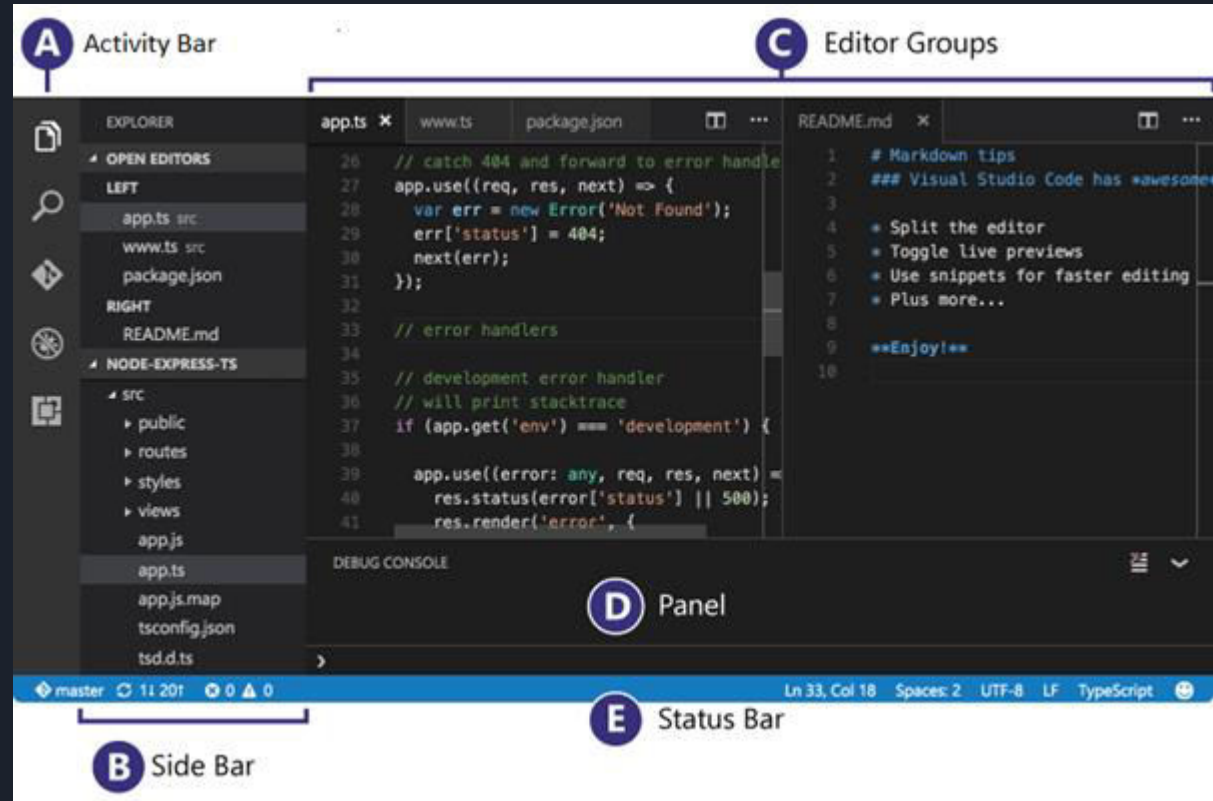 A Activity Bar
C Editor Groups
EXPLORER
OPEN EDITORS
LEFT
app.ts src
www.ts src
package.json
RIGHT
README.md
NODE-EXPRESS-TS
src
public
routes
styles
views
app.js
app.ts
app.js.map
tsconfig.json
tsd.d.ts
app.ts × www.ts package.json
26 // catch 404 and forward to error handle
27 app.use((req, res, next) => {
28 var err = new Error('Not Found');
29 err['status'] = 404;
30 next(err);
31 });
32
33 // error handlers
34
35 // development error handler
36 // will print stacktrace
37 if (app.get('env') === 'development') {
38
39 app.use((error: any, req, res, next) =
40 res.status(error['status'] || 500);
41 res.render('error', {
README.md ×
1 # Markdown tips
2 ### Visual Studio Code has *awesome*
3
4 * Split the editor
5 * Toggle live previews
6 * Use snippets for faster editing
7 * Plus more...
8
9 **Enjoy!**
10
DEBUG CONSOLE
D Panel
master 1↓ 20↑ 0 0
Ln 33, Col 18 Spaces: 2 UTF-8 LF TypeScript
E Status Bar
B Side Bar